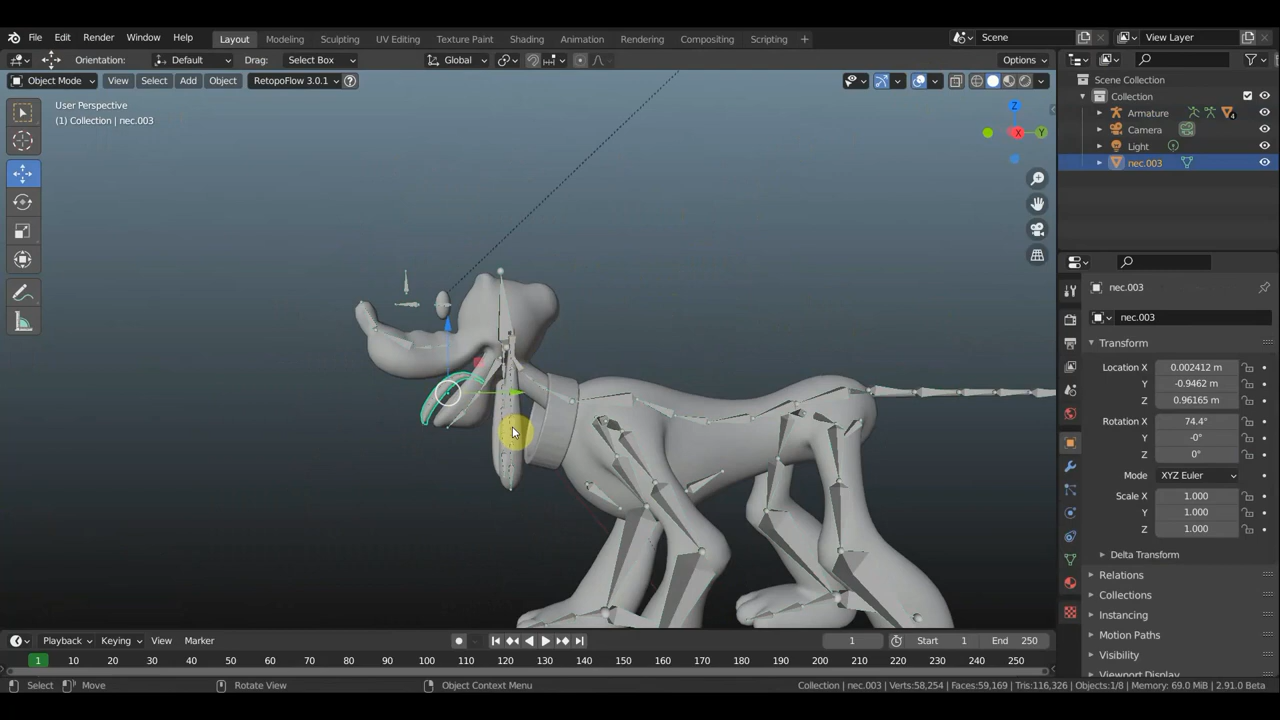 File Edit Render Window Help Layout Modeling Sculpting UV Editing Texture Paint Shading Animation Rendering Compositing Scripting + Scene View Layer
Orientation: Default Drag: Select Box Global Options
Object Mode View Select Add Object RetopoFlow 3.0.1
User Perspective
(1) Collection | nec.003
Z
X
Y
Scene Collection
Collection
Armature 4
Camera
Light
nec.003
nec.003
nec.003
Transform
Location X 0.002412 m
Y -0.9462 m
Z 0.96165 m
Rotation X 74.4°
Y -0°
Z 0°
Mode XYZ Euler
Scale X 1.000
Y 1.000
Z 1.000
Delta Transform
Relations
Collections
Instancing
Motion Paths
Visibility
Viewport Display
Playback Keying View Marker 1 Start 1 End 250
1 10 20 30 40 50 60 70 80 90 100 110 120 130 140 150 160 170 180 190 200 210 220 230 240 250
Select Move Rotate View Object Context Menu Collection | nec.003 | Verts:58,254 | Faces:59,169 | Tris:116,326 | Objects:1/8 | Memory: 69.0 MiB | 2.91.0 Beta